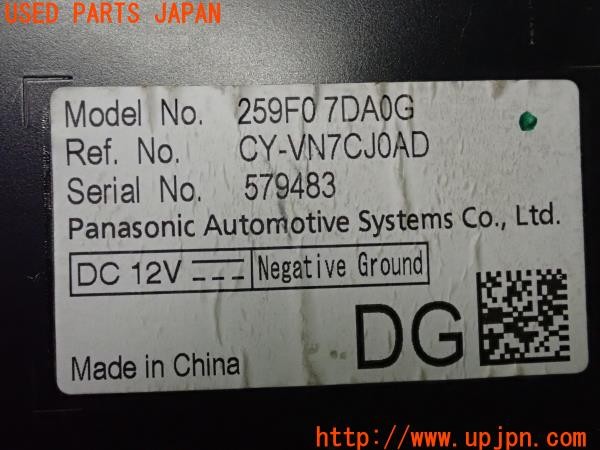 USED PARTS JAPAN
Model No. 259F0 7DA0G
Ref. No. CY-VN7CJ0AD
Serial No. 579483
Panasonic Automotive Systems Co., Ltd.
DC 12V Negative Ground
DG
Made in China
http://www.upjpn.com/